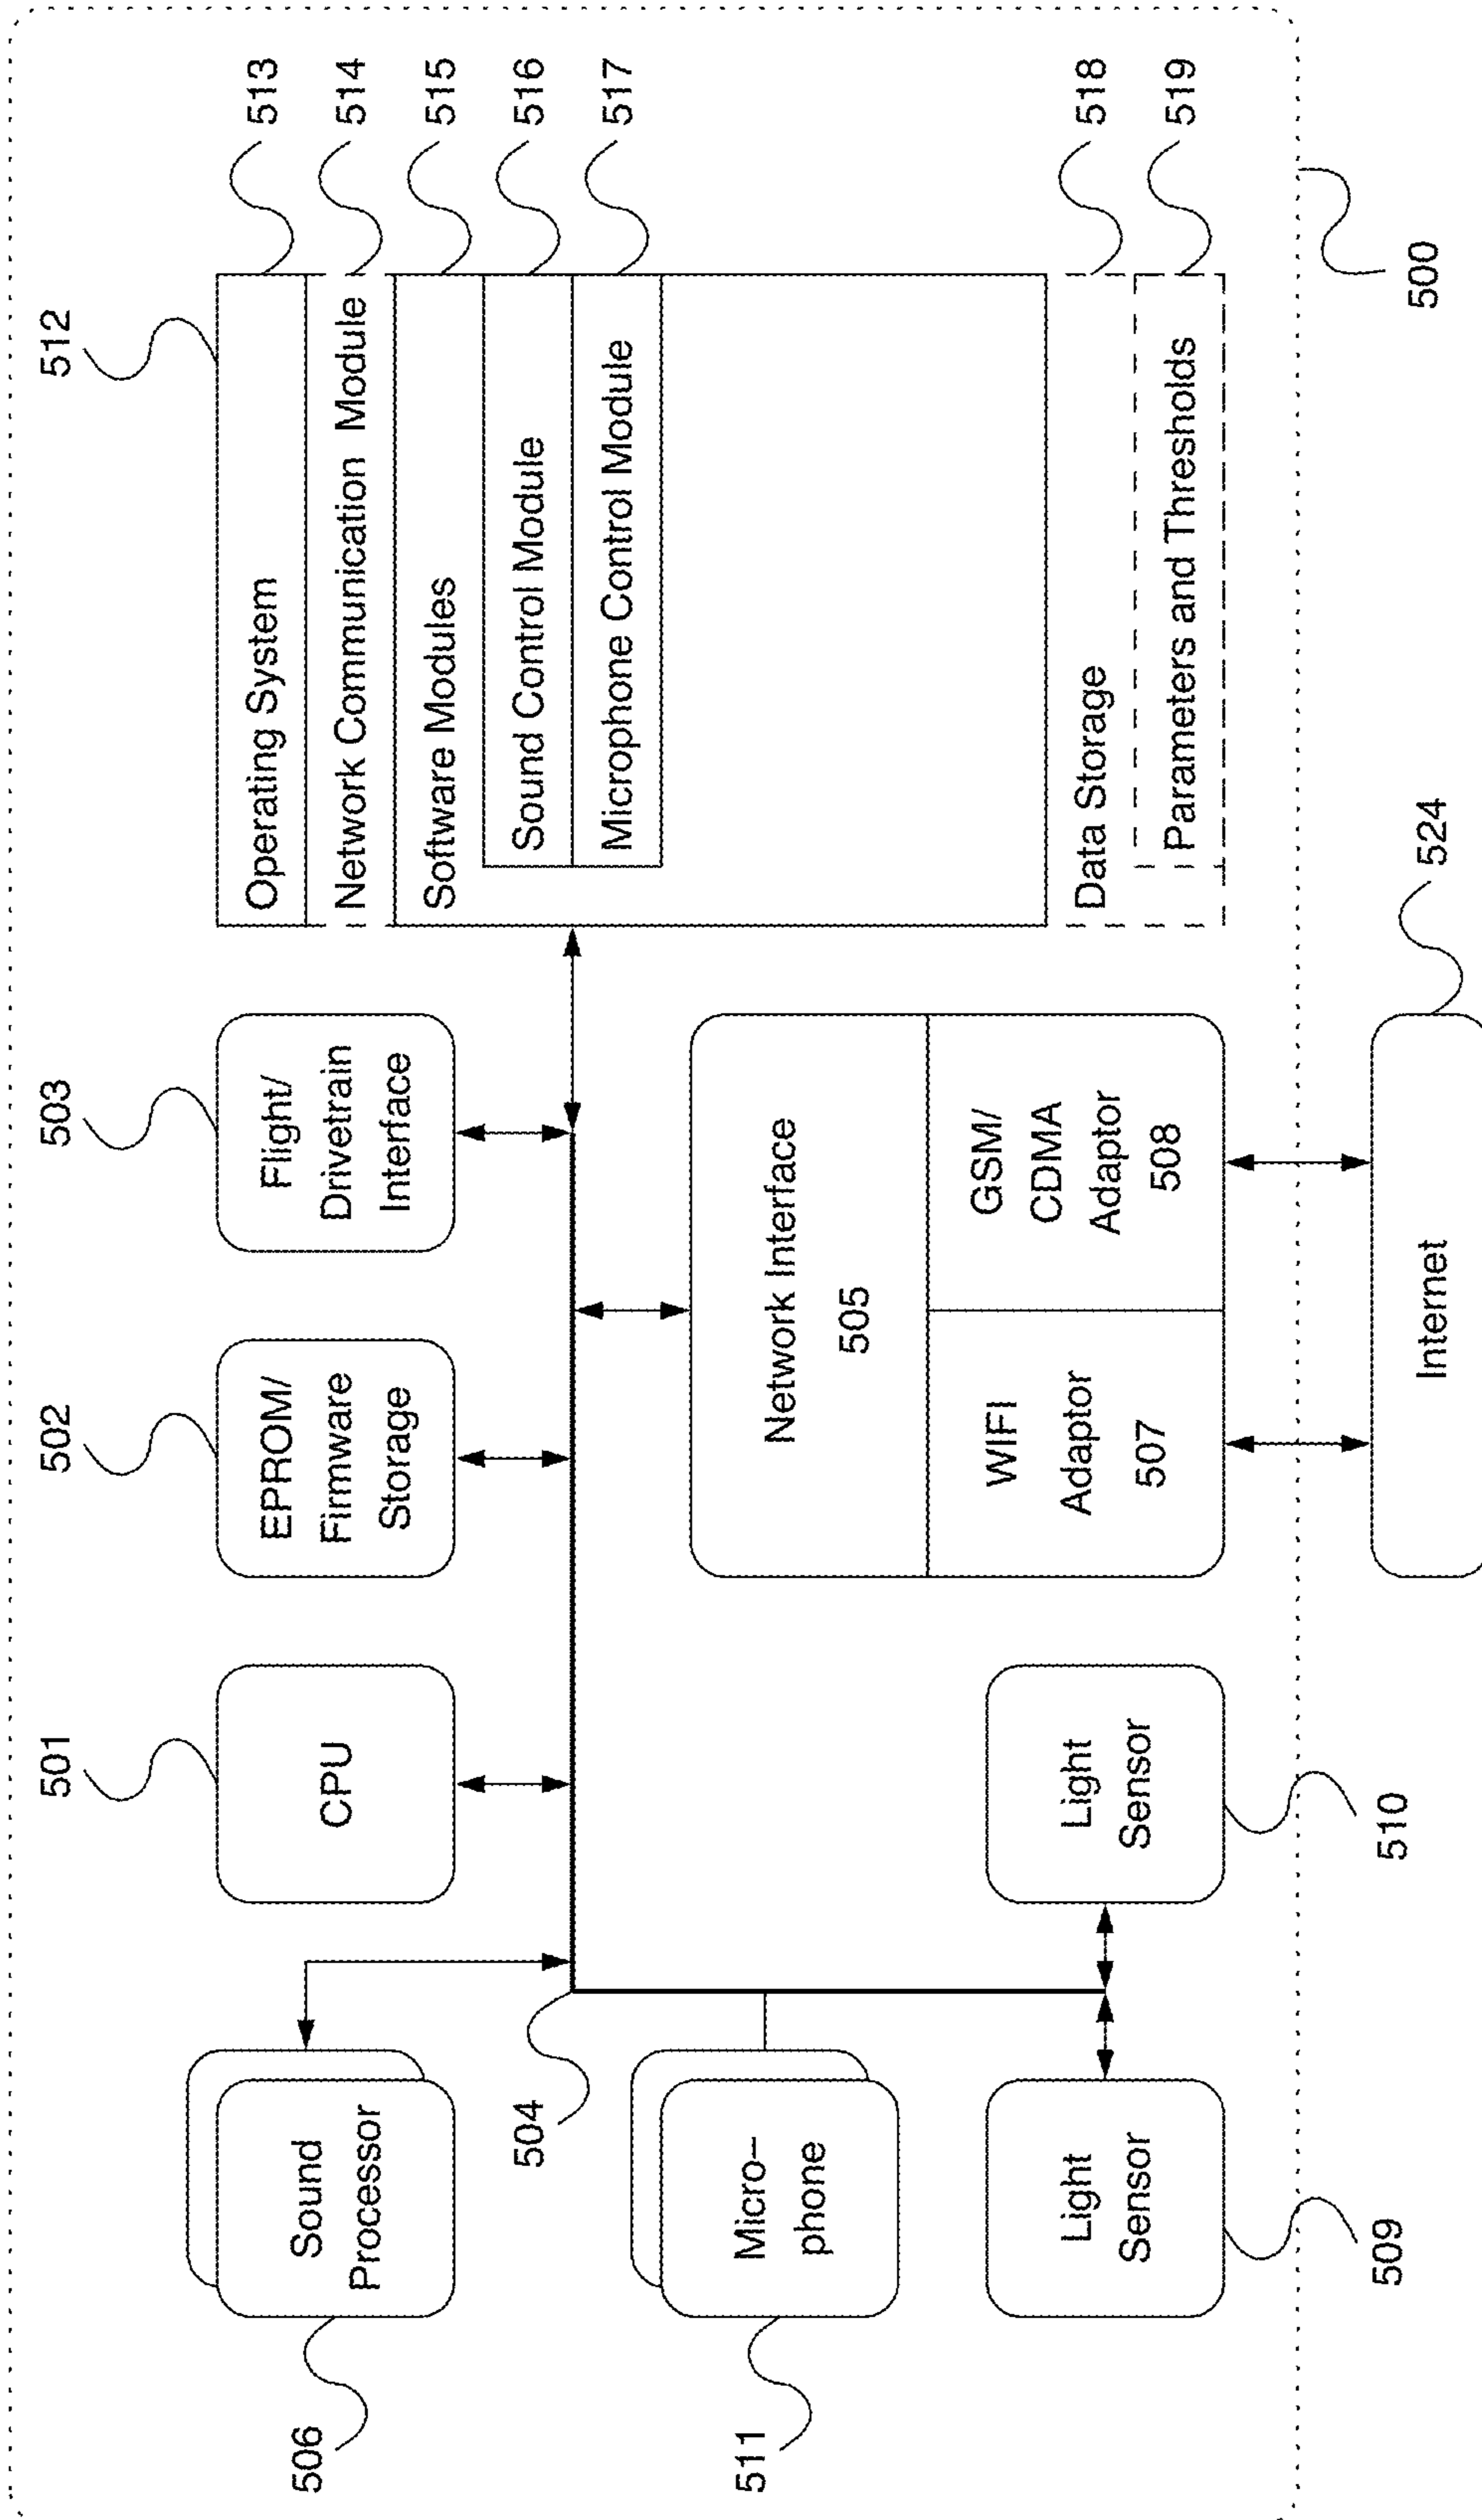 501
502
503
512
506
Sound
Processor
CPU
EPROM/
Firmware
Storage
Flight/
Drivetrain
Interface
Operating System
513
Network Communication Module
514
Software Modules
515
504
Sound Control Module
516
Microphone Control Module
517
511
Micro–
phone
Network Interface
505
Light
Sensor
Light
Sensor
WIFI
Adaptor
507
GSM/
CDMA
Adaptor
508
Data Storage
518
Parameters and Thresholds
519
509
510
Internet
524
500